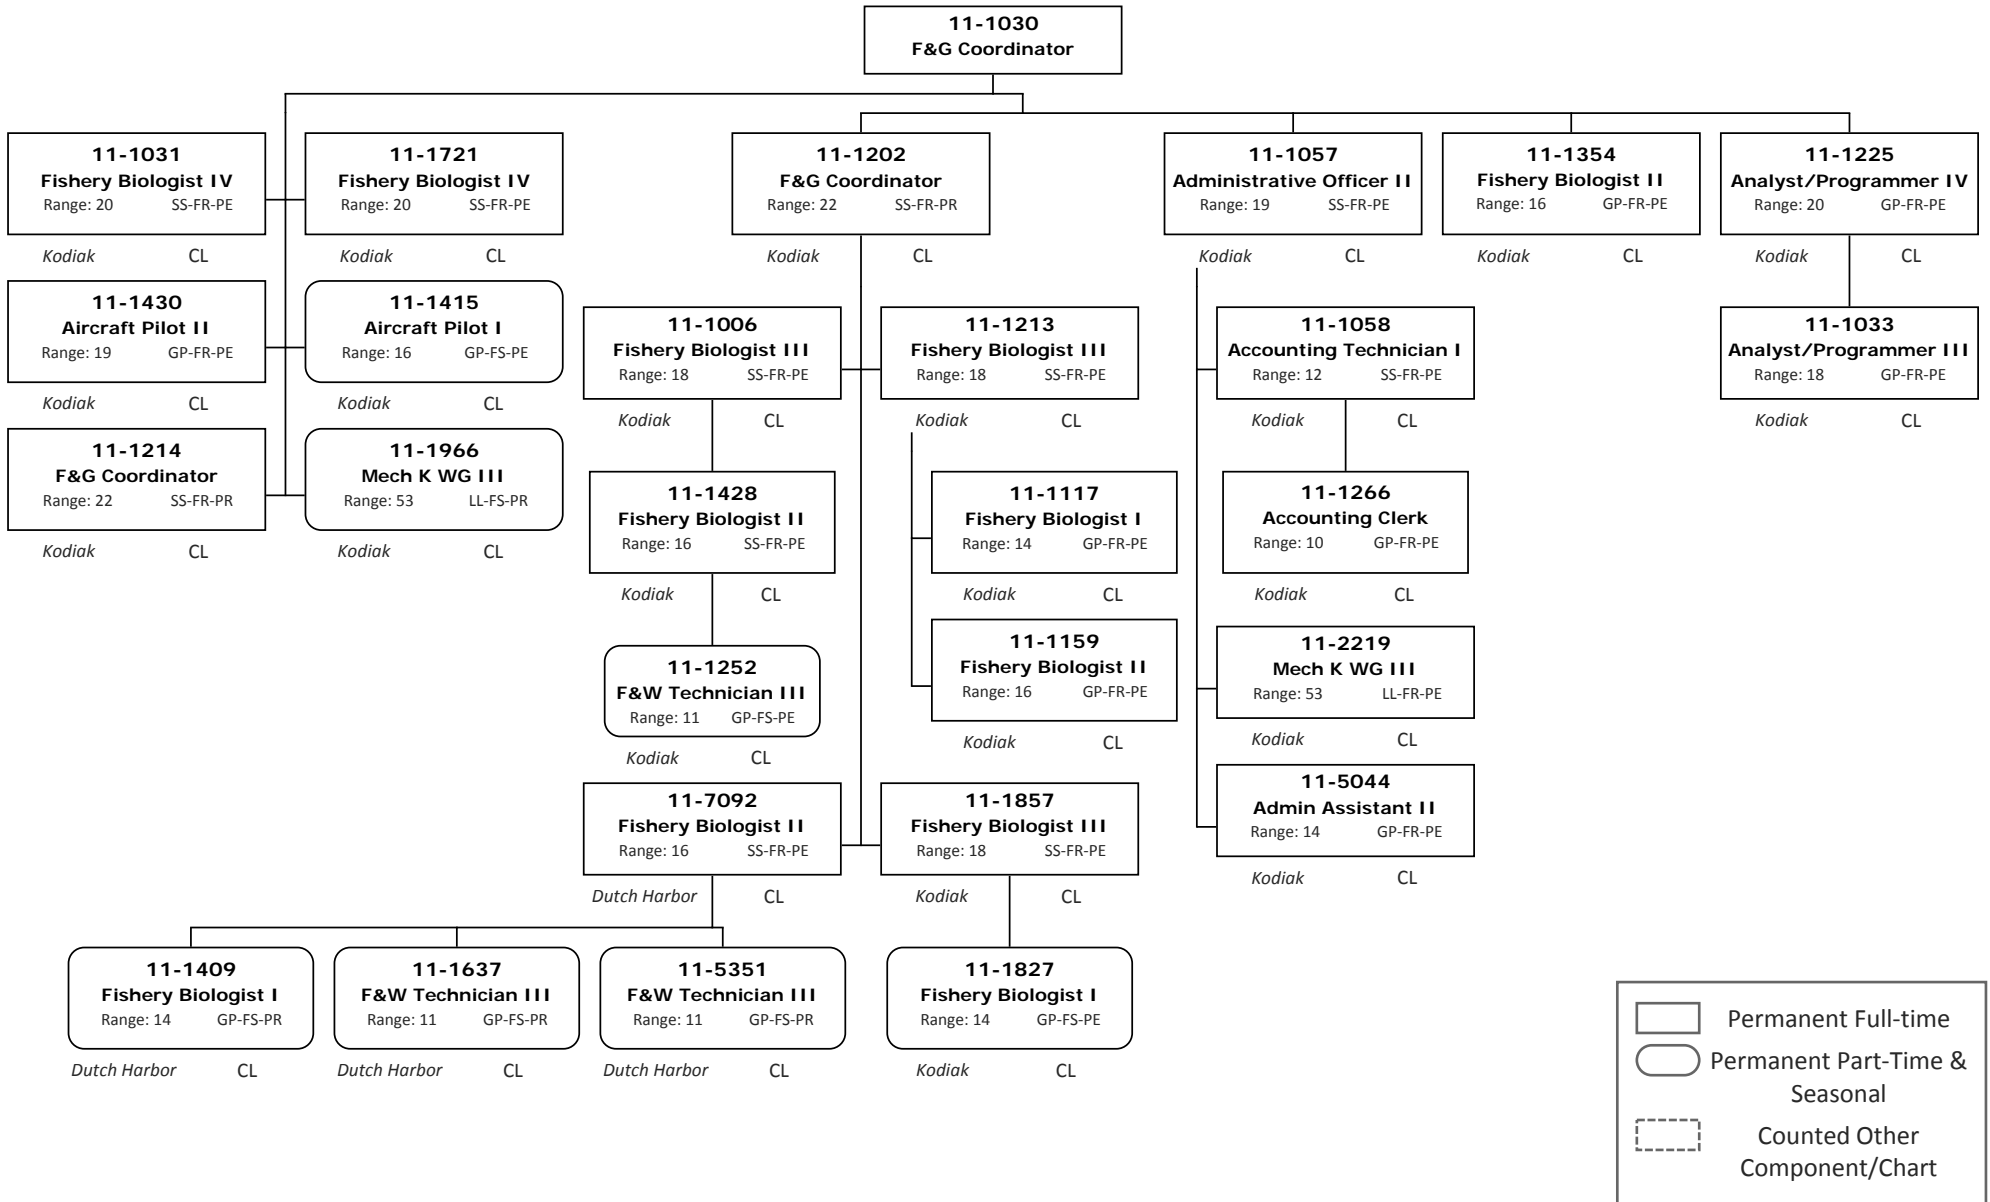 11-1030
F&G Coordinator
11-1031
Fishery Biologist IV
Range: 20 SS-FR-PE
Kodiak CL
11-1721
Fishery Biologist IV
Range: 20 SS-FR-PE
Kodiak CL
11-1202
F&G Coordinator
Range: 22 SS-FR-PR
Kodiak CL
11-1057
Administrative Officer II
Range: 19 SS-FR-PE
Kodiak CL
11-1354
Fishery Biologist II
Range: 16 GP-FR-PE
Kodiak CL
11-1225
Analyst/Programmer IV
Range: 20 GP-FR-PE
Kodiak CL
11-1430
Aircraft Pilot II
Range: 19 GP-FR-PE
Kodiak CL
11-1415
Aircraft Pilot I
Range: 16 GP-FS-PE
Kodiak CL
11-1006
Fishery Biologist III
Range: 18 SS-FR-PE
Kodiak CL
11-1213
Fishery Biologist III
Range: 18 SS-FR-PE
Kodiak CL
11-1058
Accounting Technician I
Range: 12 SS-FR-PE
Kodiak CL
11-1033
Analyst/Programmer III
Range: 18 GP-FR-PE
Kodiak CL
11-1214
F&G Coordinator
Range: 22 SS-FR-PR
Kodiak CL
11-1966
Mech K WG III
Range: 53 LL-FS-PR
Kodiak CL
11-1428
Fishery Biologist II
Range: 16 SS-FR-PE
Kodiak CL
11-1117
Fishery Biologist I
Range: 14 GP-FR-PE
Kodiak CL
11-1266
Accounting Clerk
Range: 10 GP-FR-PE
Kodiak CL
11-1252
F&W Technician III
Range: 11 GP-FS-PE
Kodiak CL
11-1159
Fishery Biologist II
Range: 16 GP-FR-PE
Kodiak CL
11-2219
Mech K WG III
Range: 53 LL-FR-PE
Kodiak CL
11-7092
Fishery Biologist II
Range: 16 SS-FR-PE
Dutch Harbor CL
11-1857
Fishery Biologist III
Range: 18 SS-FR-PE
Kodiak CL
11-5044
Admin Assistant II
Range: 14 GP-FR-PE
Kodiak CL
11-1409
Fishery Biologist I
Range: 14 GP-FS-PR
Dutch Harbor CL
11-1637
F&W Technician III
Range: 11 GP-FS-PR
Dutch Harbor CL
11-5351
F&W Technician III
Range: 11 GP-FS-PR
Dutch Harbor CL
11-1827
Fishery Biologist I
Range: 14 GP-FS-PE
Kodiak CL
Permanent Full-time
Permanent Part-Time &
Seasonal
Counted Other
Component/Chart